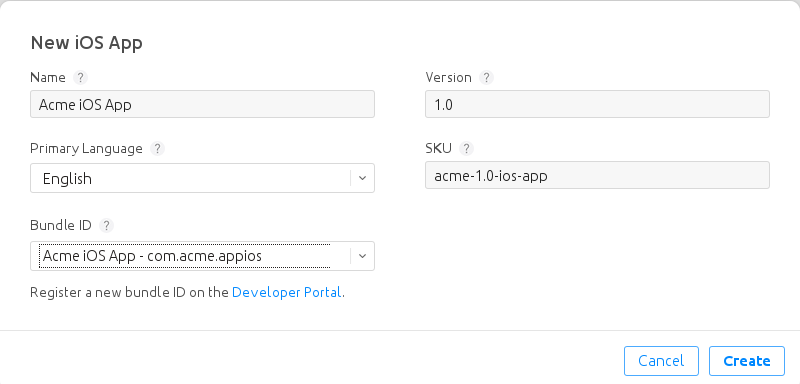 New iOS App
Name ?
Acme iOS App
Version ?
1.0
Primary Language ?
English
SKU ?
acme-1.0-ios-app
Bundle ID ?
Acme iOS App - com.acme.appios
Register a new bundle ID on the Developer Portal.
Cancel
Create